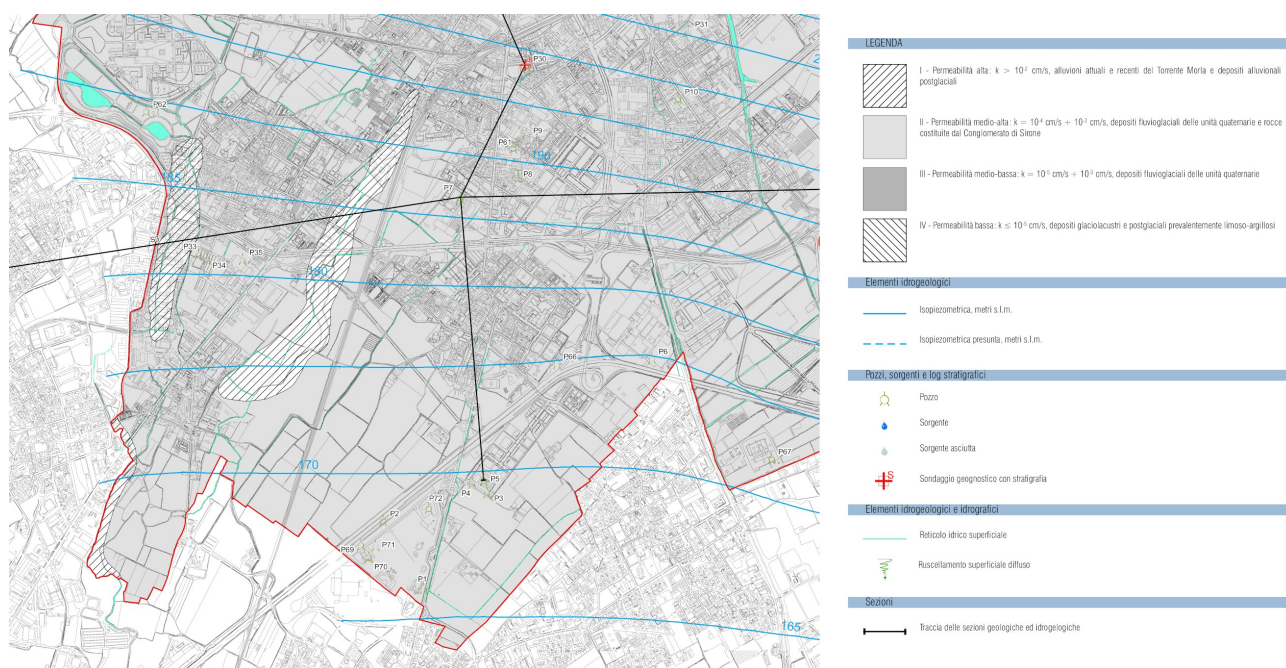 P31
P30
P10
P62
P9
P61
190
P8
185
P7
P33
P35
P34
180
P66
P6
170
P67
P5
P4
P3
P72
P2
P69
P71
P70
P1
165
LEGENDA
I - Permeabilità alta: k > 10⁻² cm/s, alluvioni attuali e recenti del Torrente Morla e depositi alluvionali
postglaciali
II - Permeabilità medio-alta: k = 10⁻⁴ cm/s ÷ 10⁻² cm/s, depositi fluvioglaciali delle unità quaternarie e rocce
costituite dal Conglomerato di Sirone
III - Permeabilità medio-bassa: k = 10⁻⁵ cm/s ÷ 10⁻³ cm/s, depositi fluvioglaciali delle unità quaternarie
IV - Permeabilità bassa: k ≤ 10⁻⁵ cm/s, depositi glaciolacustri e postglaciali prevalentemente limoso-argillosi
Elementi idrogeologici
Isopiezometrica, metri s.l.m.
Isopiezometrica presunta, metri s.l.m.
Pozzi, sorgenti e log stratigrafici
Pozzo
Sorgente
Sorgente asciutta
S
Sondaggio geognostico con stratigrafia
Elementi idrogeologici e idrografici
Reticolo idrico superficiale
Ruscellamento superficiale diffuso
Sezioni
Traccia delle sezioni geologiche ed idrogelogiche